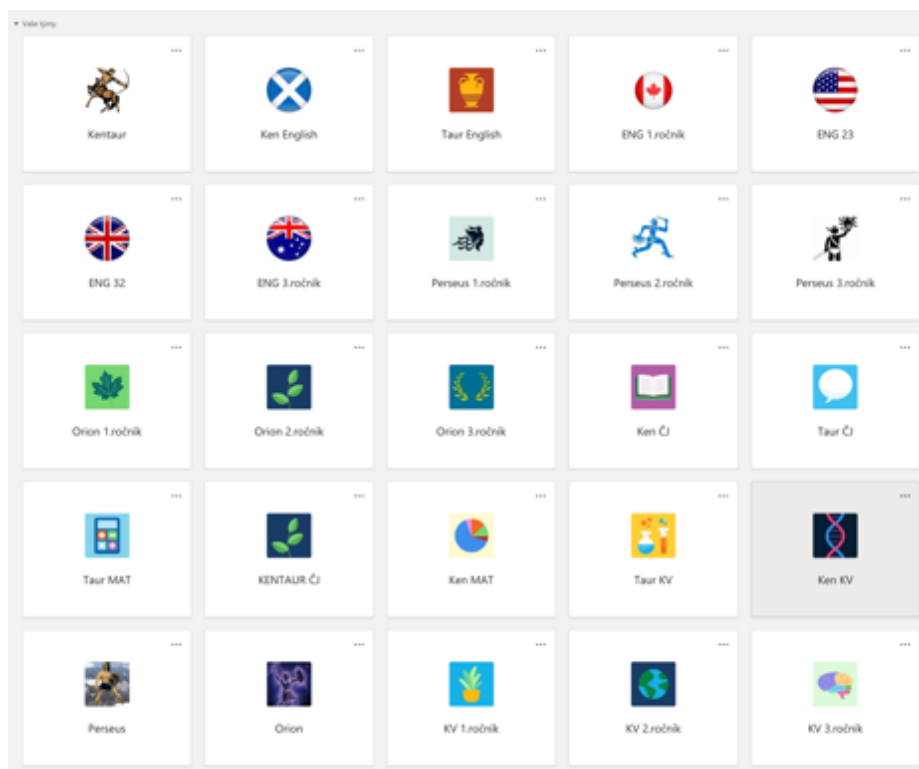 Vaše týmy
Kentaur
Ken English
Taur English
ENG 1.ročník
ENG 23
ENG 32
ENG 3.ročník
Perseus 1.ročník
Perseus 2.ročník
Perseus 3.ročník
Orion 1.ročník
Orion 2.ročník
Orion 3.ročník
Ken ČJ
Taur ČJ
Taur MAT
KENTAUR ČJ
Ken MAT
Taur KV
Ken KV
Perseus
Orion
KV 1.ročník
KV 2.ročník
KV 3.ročník